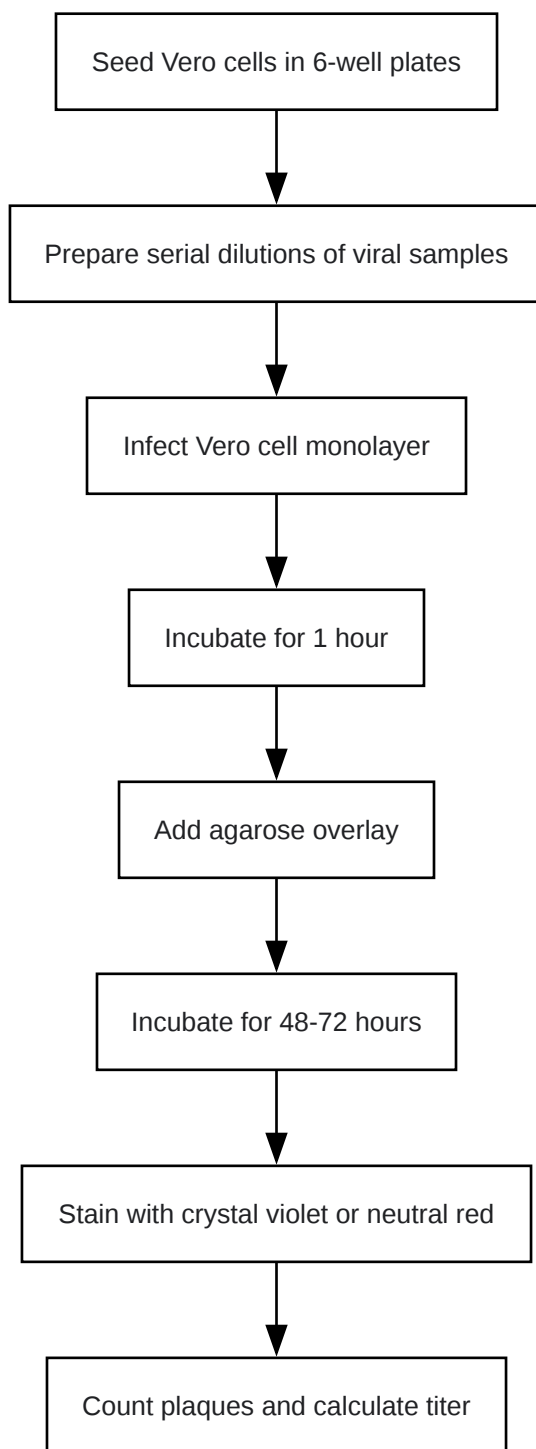 Seed Vero cells in 6-well plates
Prepare serial dilutions of viral samples
Infect Vero cell monolayer
Incubate for 1 hour
Add agarose overlay
Incubate for 48-72 hours
Stain with crystal violet or neutral red
Count plaques and calculate titer